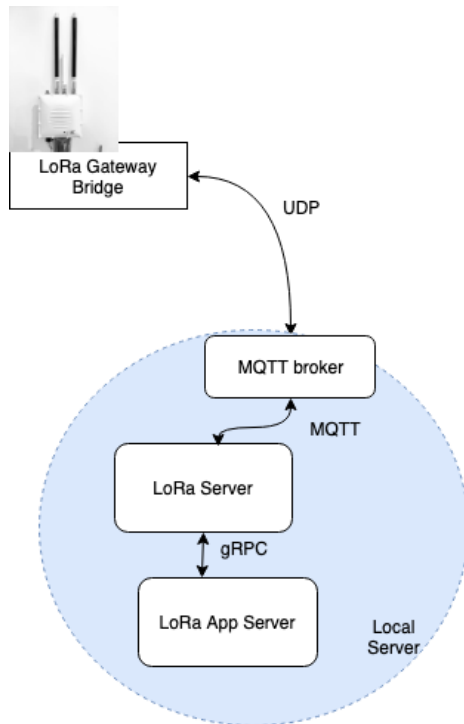 LoRa Gateway
Bridge
UDP
MQTT broker
MQTT
LoRa Server
gRPC
LoRa App Server
Local
Server